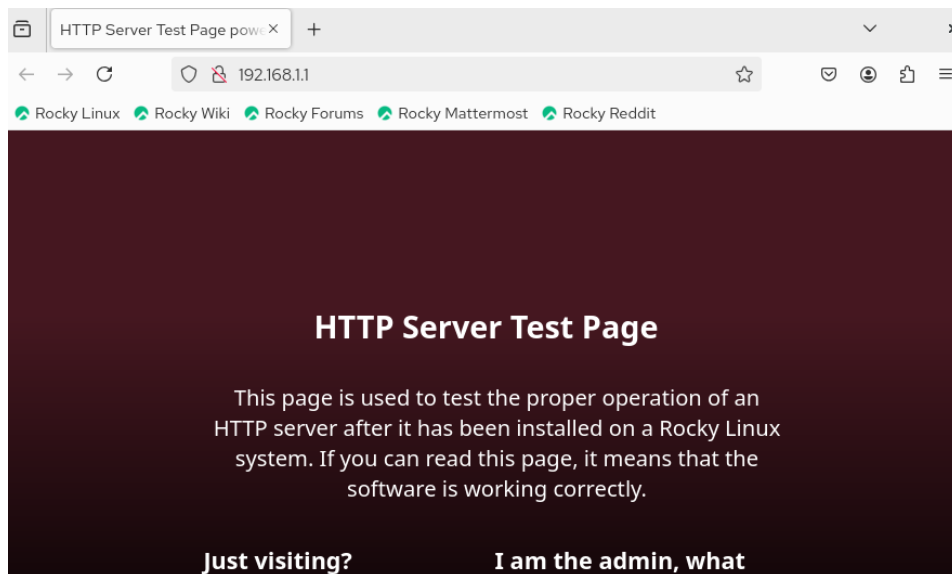 HTTP Server Test Page pow
192.168.1.1
Rocky Linux Rocky Wiki Rocky Forums Rocky Mattermost Rocky Reddit
HTTP Server Test Page
This page is used to test the proper operation of an
HTTP server after it has been installed on a Rocky Linux
system. If you can read this page, it means that the
software is working correctly.
Just visiting?
I am the admin, what